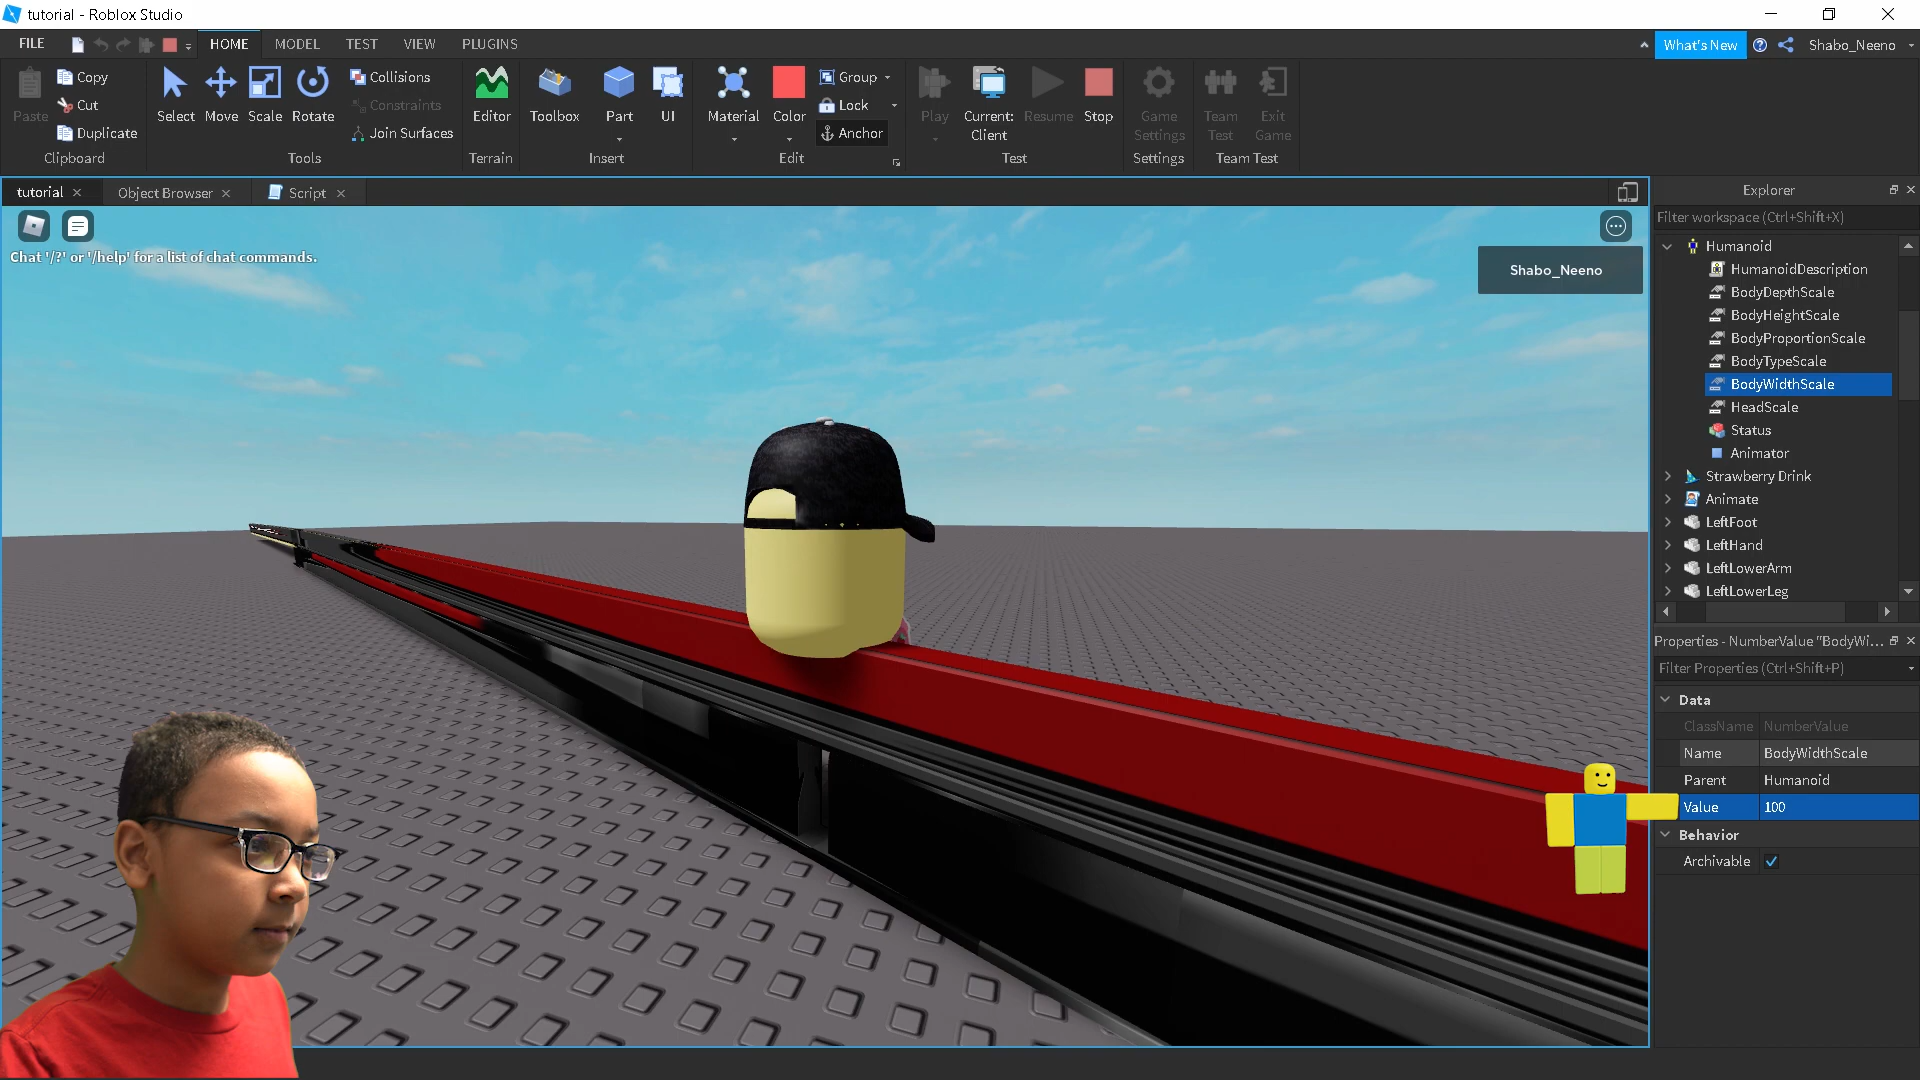 tutorial - Roblox Studio
FILE
HOME
MODEL
TEST
VIEW
PLUGINS
What's New
Shabo_Neeno
Paste
Copy
Cut
Duplicate
Clipboard
Select
Move
Scale
Rotate
Collisions
Constraints
Join Surfaces
Tools
Editor
Terrain
Toolbox
Part
UI
Insert
Material
Color
Group
Lock
Anchor
Edit
Play
Current:
Client
Resume
Stop
Test
Game
Settings
Settings
Team
Test
Exit
Game
Team Test
tutorial
Object Browser
Script
Chat '/?' or '/help' for a list of chat commands.
Shabo_Neeno
Explorer
Filter workspace (Ctrl+Shift+X)
Humanoid
HumanoidDescription
BodyDepthScale
BodyHeightScale
BodyProportionScale
BodyTypeScale
BodyWidthScale
HeadScale
Status
Animator
Strawberry Drink
Animate
LeftFoot
LeftHand
LeftLowerArm
LeftLowerLeg
Properties - NumberValue "BodyWi...
Filter Properties (Ctrl+Shift+P)
Data
ClassName NumberValue
Name BodyWidthScale
Parent Humanoid
Value 100
Behavior
Archivable